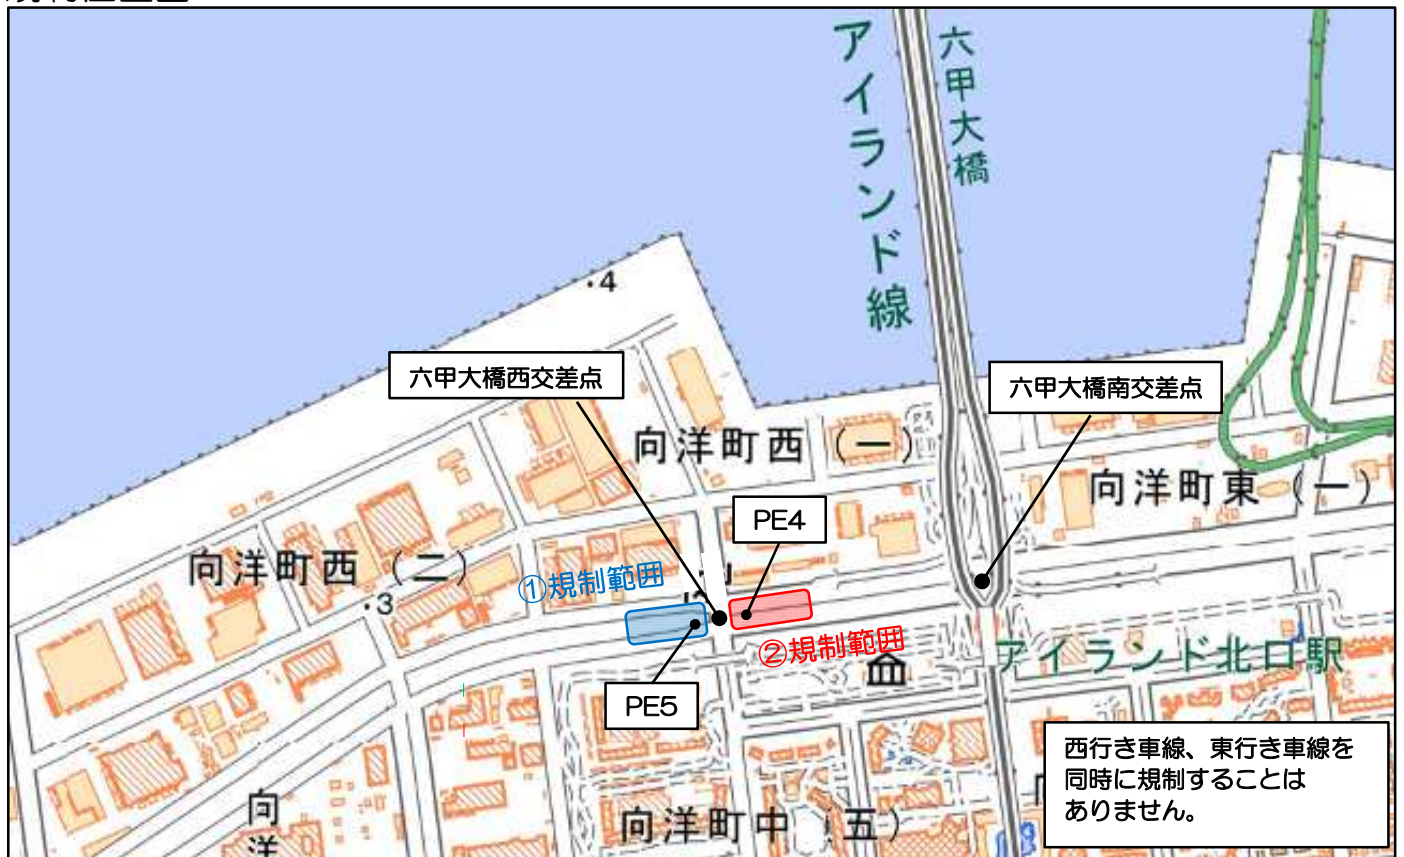 アイランド線
六甲大橋
・4
六甲大橋西交差点
六甲大橋南交差点
向洋町西（一）
向洋町東（一）
PE4
向洋町西（二）
①規制範囲
・3
②規制範囲
アイランド北口駅
PE5
西行き車線、東行き車線を
同時に規制することは
ありません。
向洋
向洋町中（五）